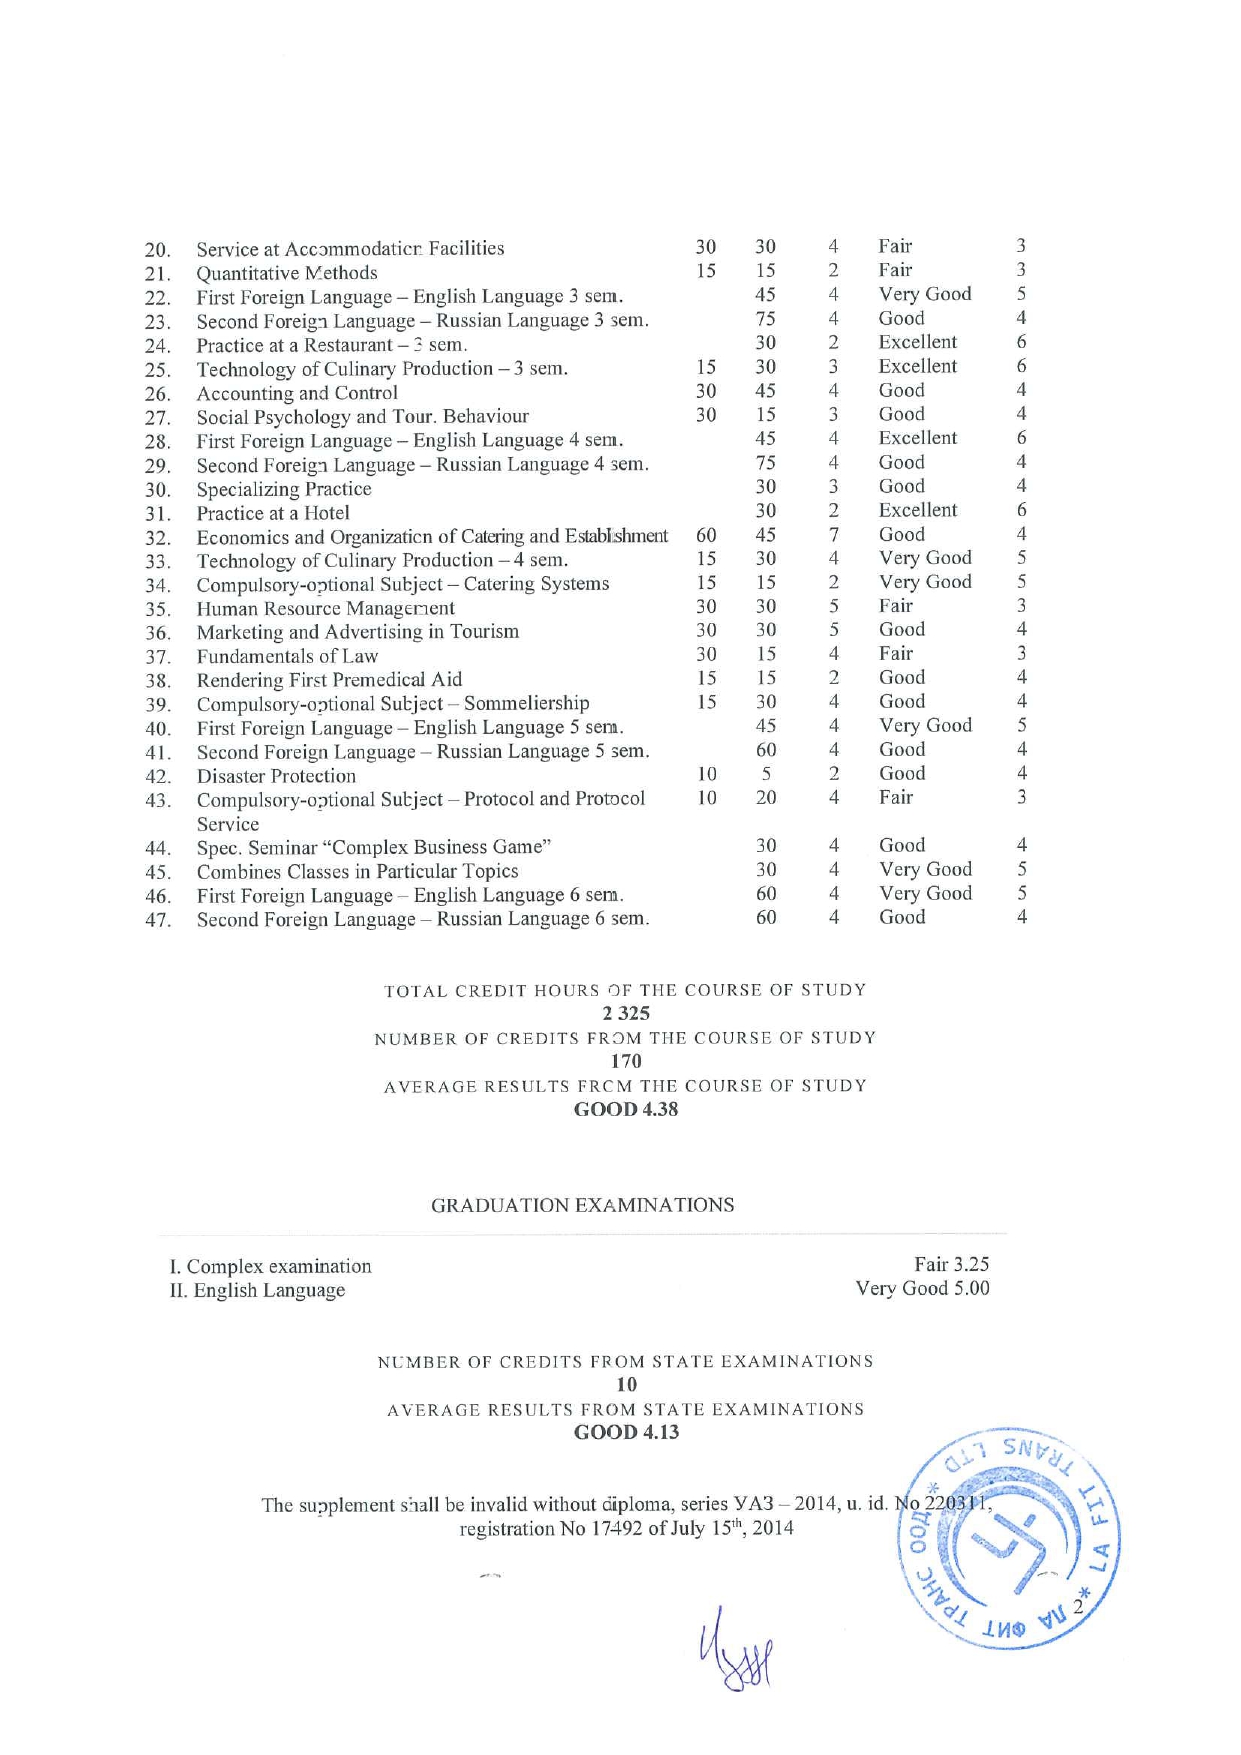 20. Service at Accommodation Facilities 30 30 4 Fair 3
21. Quantitative Methods 15 15 2 Fair 3
22. First Foreign Language – English Language 3 sem. 45 4 Very Good 5
23. Second Foreign Language – Russian Language 3 sem. 75 4 Good 4
24. Practice at a Restaurant – 3 sem. 30 2 Excellent 6
25. Technology of Culinary Production – 3 sem. 15 30 3 Excellent 6
26. Accounting and Control 30 45 4 Good 4
27. Social Psychology and Tour. Behaviour 30 15 3 Good 4
28. First Foreign Language – English Language 4 sem. 45 4 Excellent 6
29. Second Foreign Language – Russian Language 4 sem. 75 4 Good 4
30. Specializing Practice 30 3 Good 4
31. Practice at a Hotel 30 2 Excellent 6
32. Economics and Organization of Catering and Establishment 60 45 7 Good 4
33. Technology of Culinary Production – 4 sem. 15 30 4 Very Good 5
34. Compulsory-optional Subject – Catering Systems 15 15 2 Very Good 5
35. Human Resource Management 30 30 5 Fair 3
36. Marketing and Advertising in Tourism 30 30 5 Good 4
37. Fundamentals of Law 30 15 4 Fair 3
38. Rendering First Premedical Aid 15 15 2 Good 4
39. Compulsory-optional Subject – Sommeliership 15 30 4 Good 4
40. First Foreign Language – English Language 5 sem. 45 4 Very Good 5
41. Second Foreign Language – Russian Language 5 sem. 60 4 Good 4
42. Disaster Protection 10 5 2 Good 4
43. Compulsory-optional Subject – Protocol and Protocol 10 20 4 Fair 3
Service
44. Spec. Seminar “Complex Business Game” 30 4 Good 4
45. Combines Classes in Particular Topics 30 4 Very Good 5
46. First Foreign Language – English Language 6 sem. 60 4 Very Good 5
47. Second Foreign Language – Russian Language 6 sem. 60 4 Good 4
TOTAL CREDIT HOURS OF THE COURSE OF STUDY
2 325
NUMBER OF CREDITS FROM THE COURSE OF STUDY
170
AVERAGE RESULTS FROM THE COURSE OF STUDY
GOOD 4.38
GRADUATION EXAMINATIONS
I. Complex examination Fair 3.25
II. English Language Very Good 5.00
NUMBER OF CREDITS FROM STATE EXAMINATIONS
10
AVERAGE RESULTS FROM STATE EXAMINATIONS
GOOD 4.13
The supplement shall be invalid without diploma, series УАЗ – 2014, u. id. No 220311,
registration No 17492 of July 15th, 2014
LA FIT TRANS LTD * ЛА ФИТ ТРАНС ООД *
2